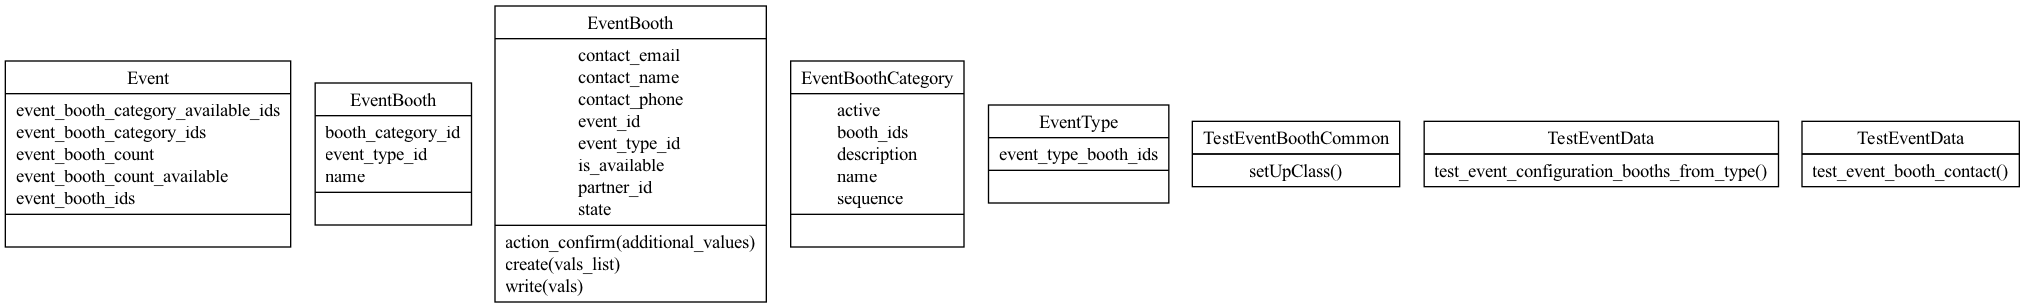 Event
event_booth_category_available_ids
event_booth_category_ids
event_booth_count
event_booth_count_available
event_booth_ids
EventBooth
booth_category_id
event_type_id
name
EventBooth
contact_email
contact_name
contact_phone
event_id
event_type_id
is_available
partner_id
state
action_confirm(additional_values)
create(vals_list)
write(vals)
EventBoothCategory
active
booth_ids
description
name
sequence
EventType
event_type_booth_ids
TestEventBoothCommon
setUpClass()
TestEventData
test_event_configuration_booths_from_type()
TestEventData
test_event_booth_contact()